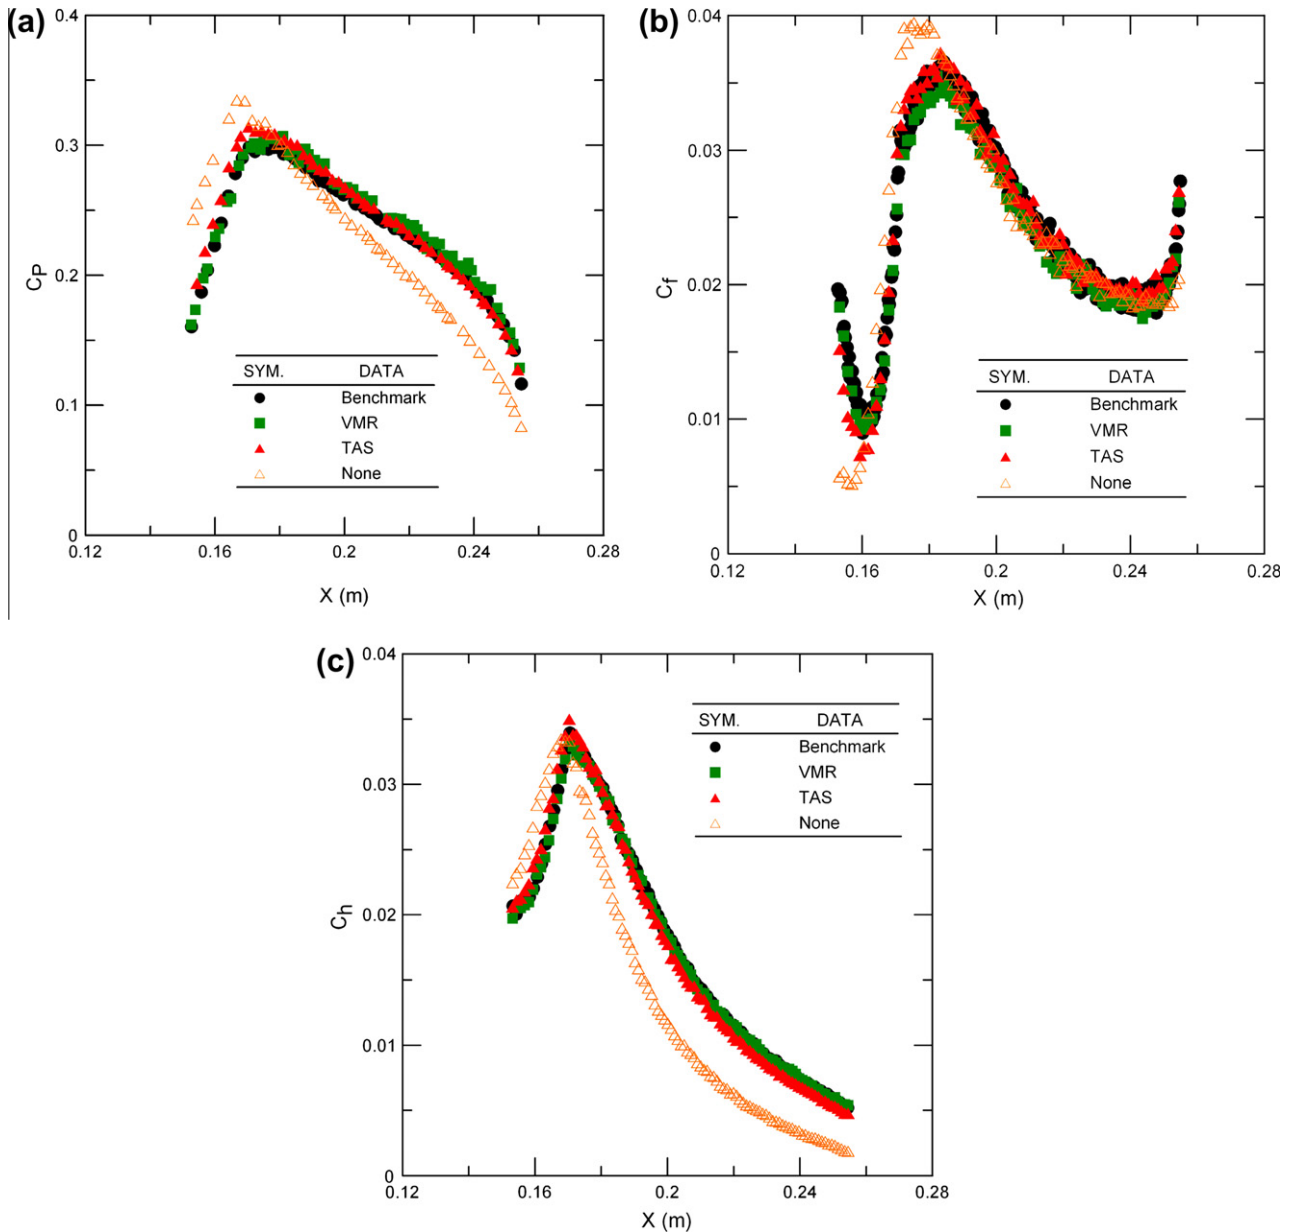 (a)
0.4
0.3
0.2
0.1
0
C_P
SYM. DATA
Benchmark
VMR
TAS
None
0.12 0.16 0.2 0.24 0.28
X (m)
(b)
0.04
0.03
0.02
0.01
0
C_f
SYM. DATA
Benchmark
VMR
TAS
None
0.12 0.16 0.2 0.24 0.28
X (m)
(c)
0.04
0.03
0.02
0.01
0
C_h
SYM. DATA
Benchmark
VMR
TAS
None
0.12 0.16 0.2 0.24 0.28
X (m)